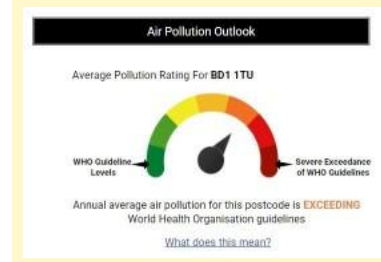 Air Pollution Outlook
Average Pollution Rating For BD1 1TU
WHO Guideline
Levels
Severe Exceedance
of WHO Guidelines
Annual average air pollution for this postcode is EXCEEDING
World Health Organisation guidelines
What does this mean?